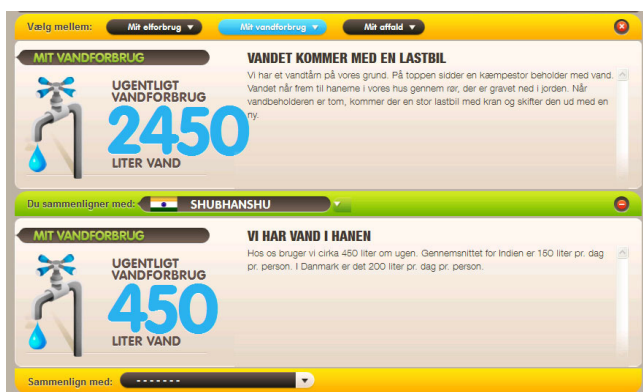 Vælg mellem: Mit elforbrug Mit vandforbrug Mit affald
MIT VANDFORBRUG
UGENTLIGT
VANDFORBRUG
2450
LITER VAND
VANDET KOMMER MED EN LASTBIL
Vi har et vandtårn på vores grund. På toppen sidder en kæmpestor beholder med vand.
Vandet når frem til hanerne i vores hus gennem rør, der er gravet ned i jorden. Når
vandbeholderen er tom, kommer der en stor lastbil med kran og skifter den ud med en
ny.
Du sammenligner med: SHUBHANSHU
MIT VANDFORBRUG
UGENTLIGT
VANDFORBRUG
450
LITER VAND
VI HAR VAND I HANEN
Hos os bruger vi cirka 450 liter om ugen. Gennemsnittet for Indien er 150 liter pr. dag
pr. person. I Danmark er det 200 liter pr. dag pr. person.
Sammenlign med: -------